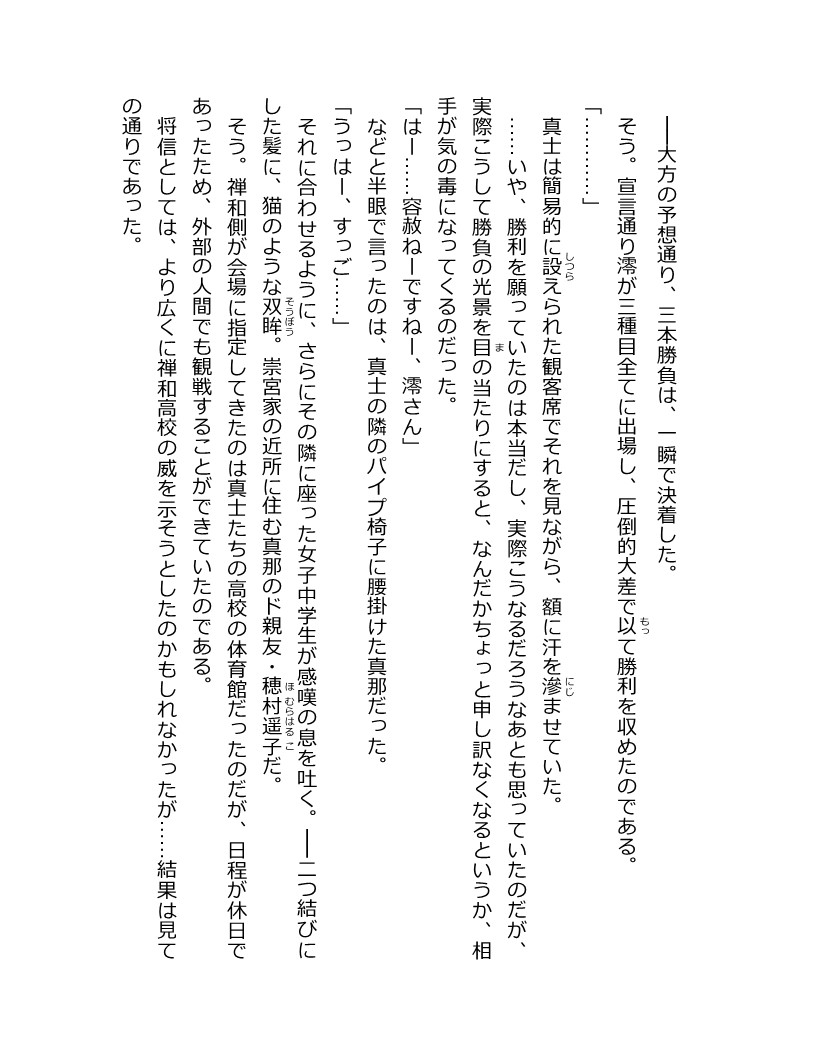 ――大方の予想通り、三本勝負は、一瞬で決着した。
そう。宣言通り澪が三種目全てに出場し、圧倒的大差で以て勝利を収めたのである。
「…………」
真士は簡易的に設えられた観客席でそれを見ながら、額に汗を滲ませていた。
……いや、勝利を願っていたのは本当だし、実際こうなるだろうなあとも思っていたのだが、
実際こうして勝負の光景を目の当たりにすると、なんだかちょっと申し訳なくなるというか、相
手が気の毒になってくるのだった。
「はー……容赦ねーですねー、澪さん」
などと半眼で言ったのは、真士の隣のパイプ椅子に腰掛けた真那だった。
「うっはー、すっご……」
それに合わせるように、さらにその隣に座った女子中学生が感嘆の息を吐く。――二つ結びに
した髪に、猫のような双眸。崇宮家の近所に住む真那のド親友・穂村遥子だ。
そう。禅和側が会場に指定してきたのは真士たちの高校の体育館だったのだが、日程が休日で
あったため、外部の人間でも観戦することができていたのである。
将信としては、より広くに禅和高校の威を示そうとしたのかもしれなかったが……結果は見て
の通りであった。